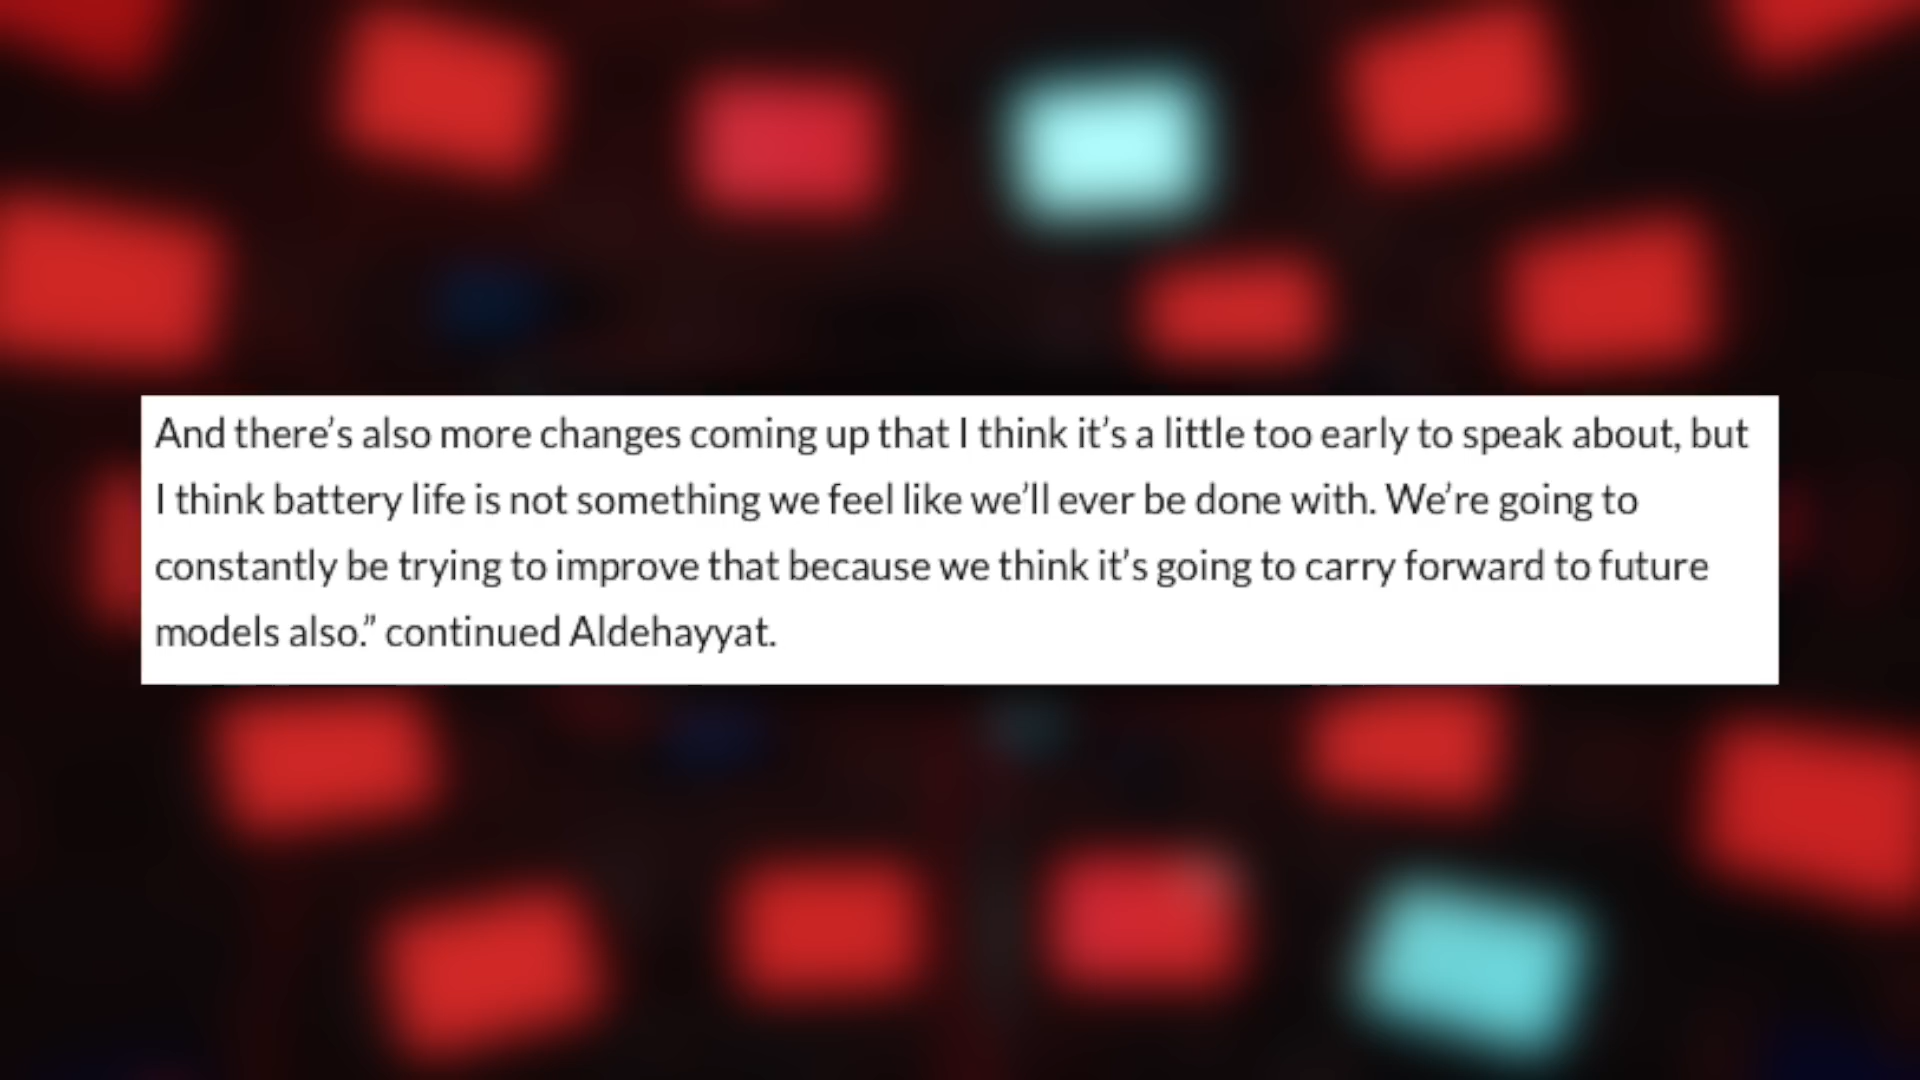 And there’s also more changes coming up that I think it’s a little too early to speak about, but
I think battery life is not something we feel like we’ll ever be done with. We’re going to
constantly be trying to improve that because we think it’s going to carry forward to future
models also.” continued Aldehayyat.